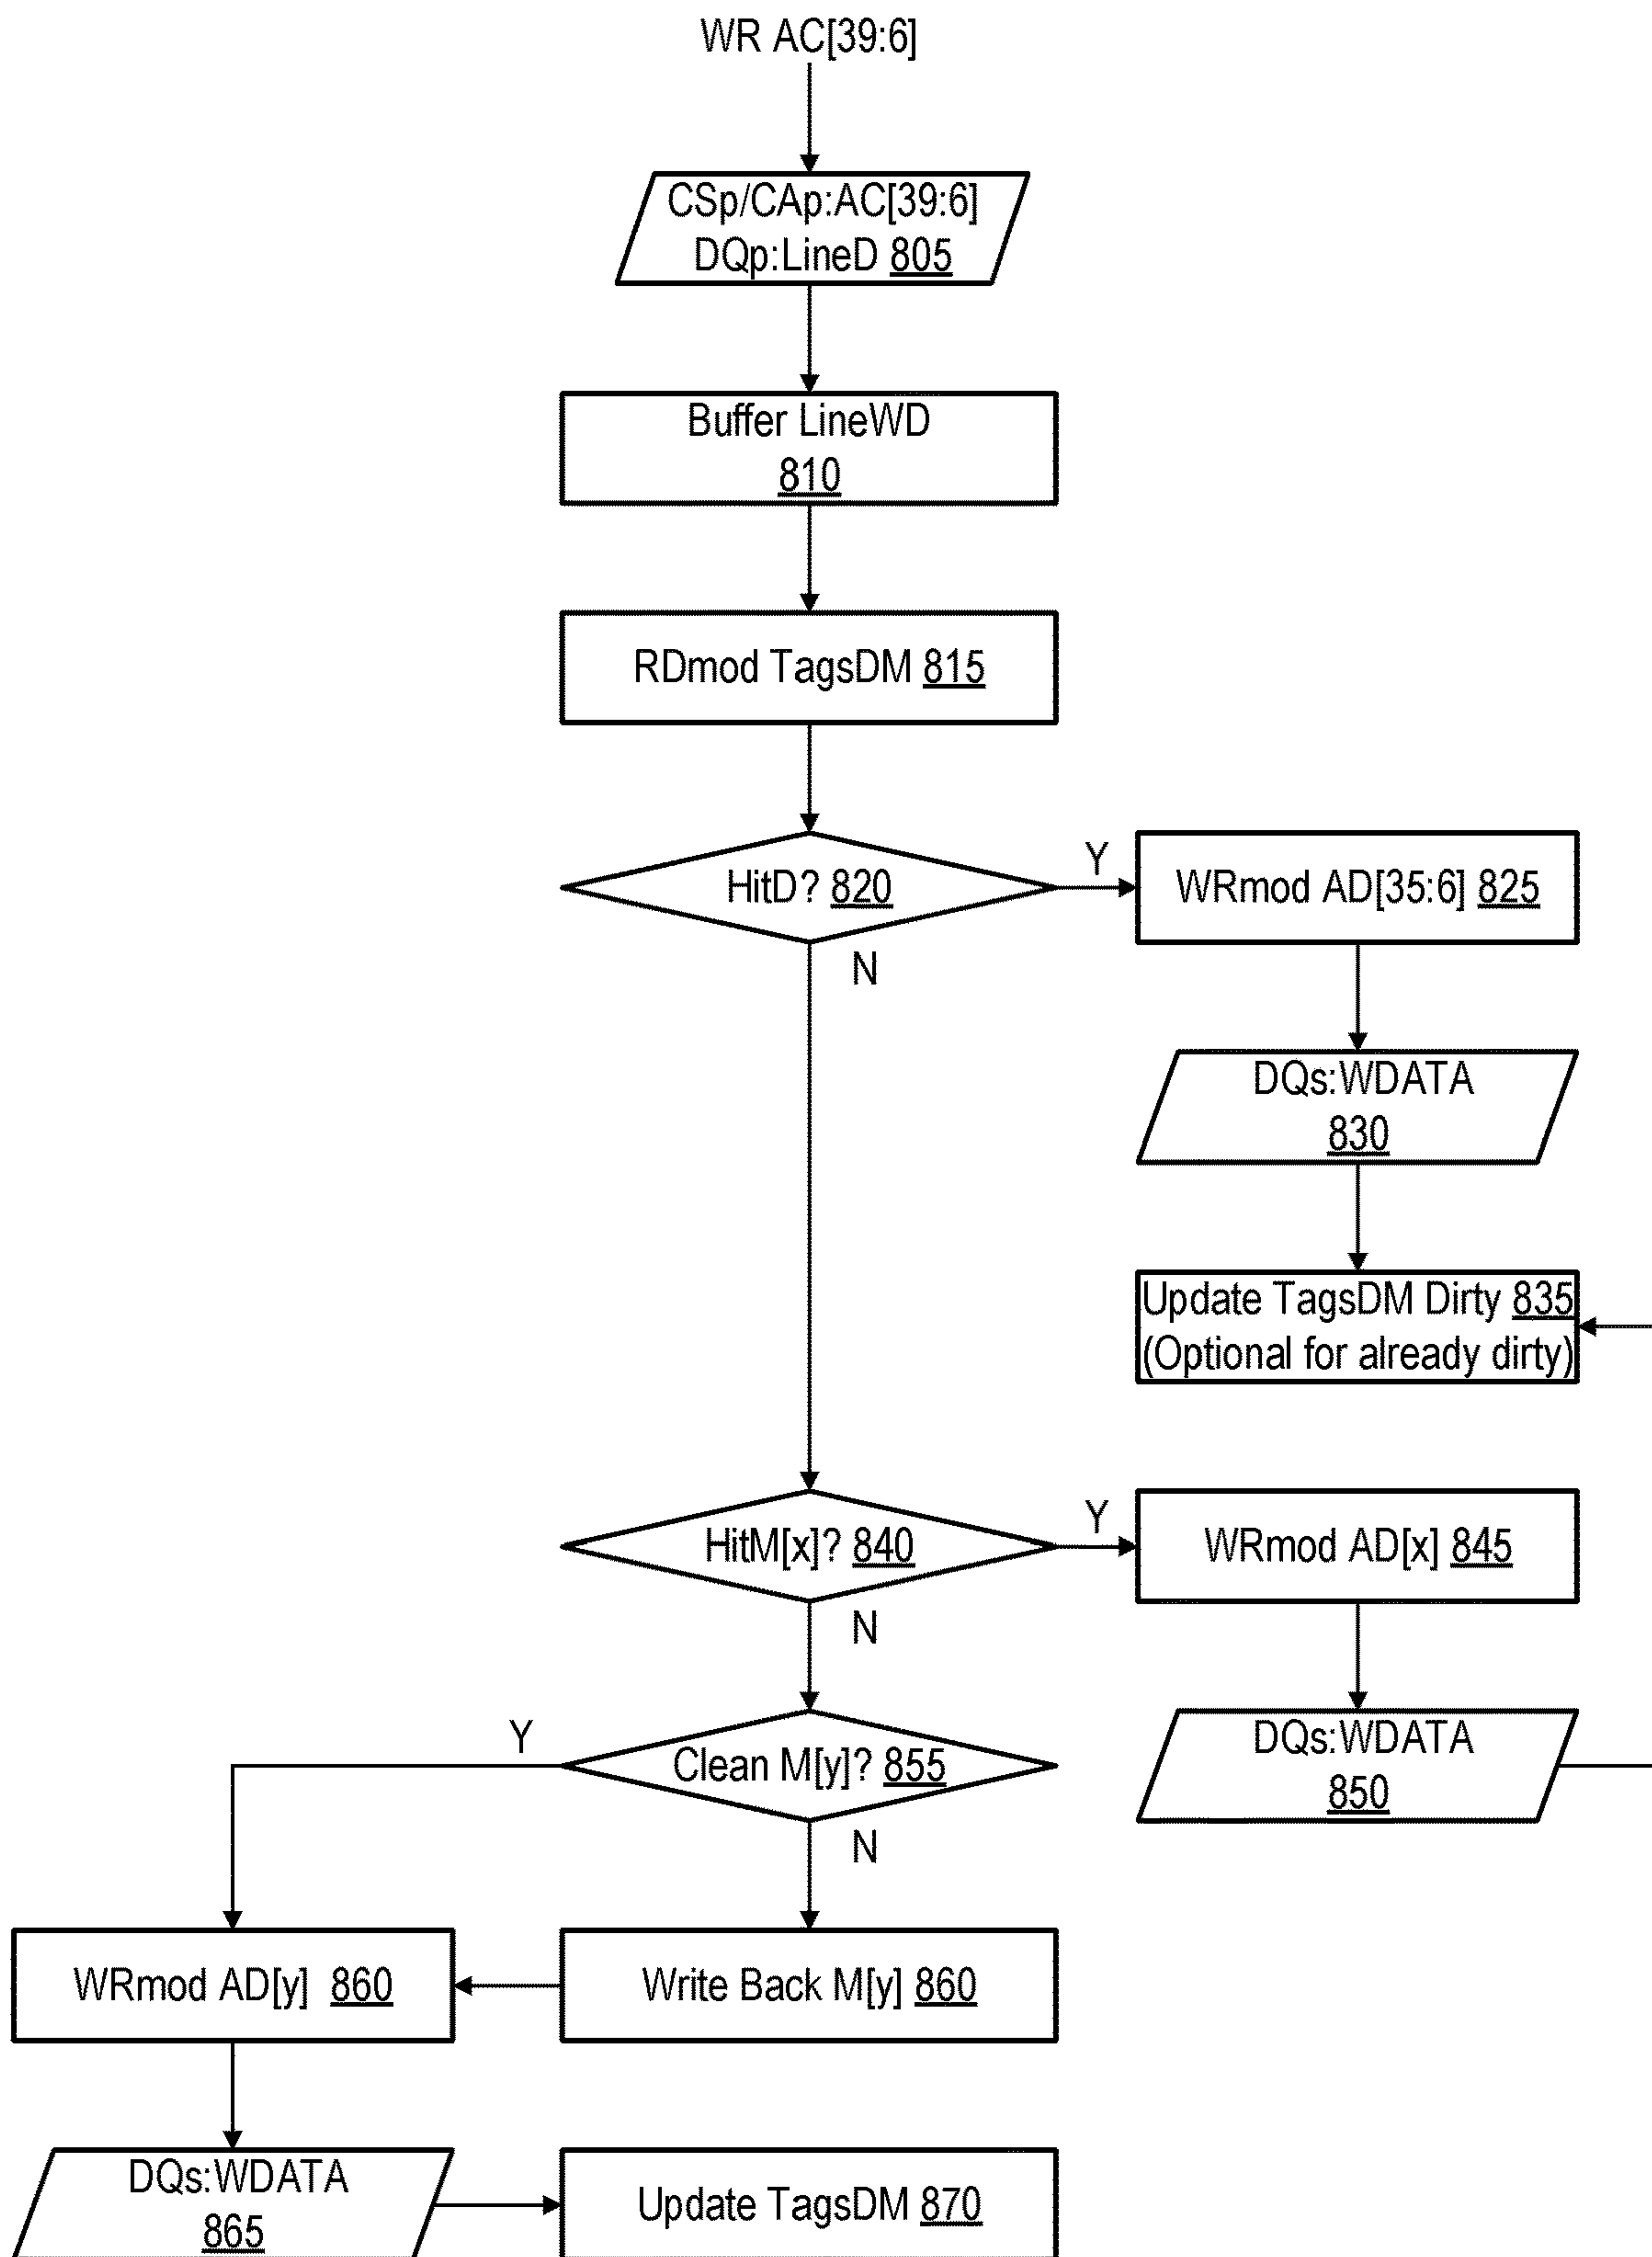 WR AC[39:6]
CSp/CAp:AC[39:6]
DQp:LineD 805
Buffer LineWD
810
RDmod TagsDM 815
HitD? 820
Y
WRmod AD[35:6] 825
N
DQs:WDATA
830
Update TagsDM Dirty 835
(Optional for already dirty)
HitM[x]? 840
Y
WRmod AD[x] 845
N
Y
Clean M[y]? 855
DQs:WDATA
850
N
WRmod AD[y] 860
Write Back M[y] 860
DQs:WDATA
865
Update TagsDM 870